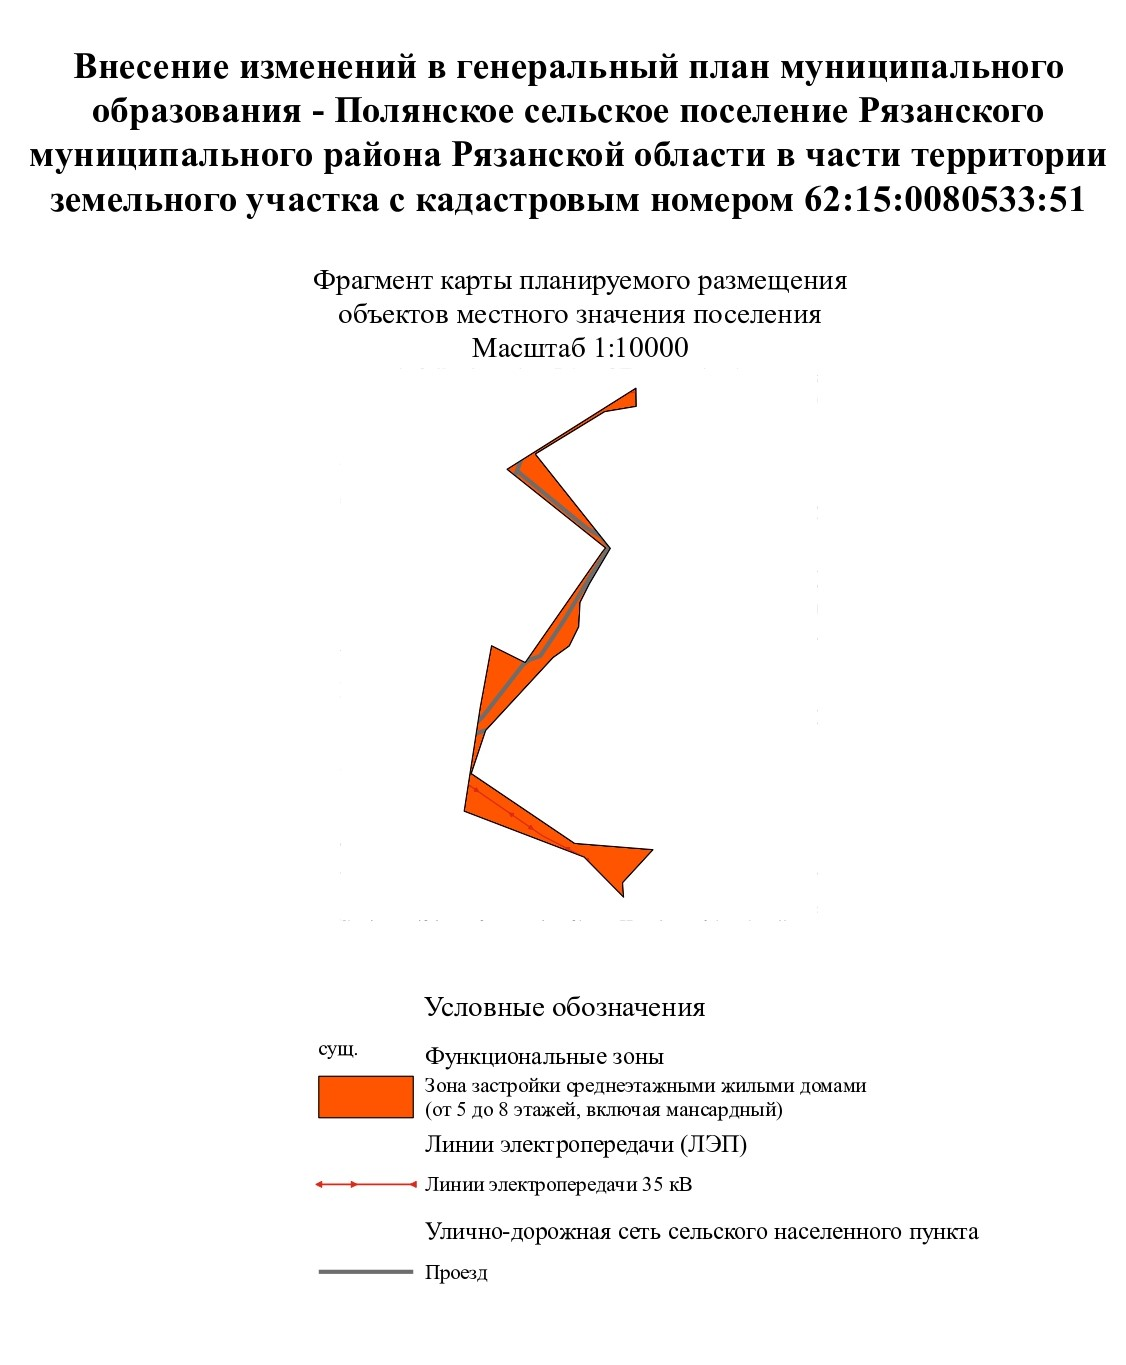 Внесение изменений в генеральный план муниципального
образования - Полянское сельское поселение Рязанского
муниципального района Рязанской области в части территории
земельного участка с кадастровым номером 62:15:0080533:51
Фрагмент карты планируемого размещения
объектов местного значения поселения
Масштаб 1:10000
Условные обозначения
сущ.
Функциональные зоны
Зона застройки среднеэтажными жилыми домами
(от 5 до 8 этажей, включая мансардный)
Линии электропередачи (ЛЭП)
Линии электропередачи 35 кВ
Улично-дорожная сеть сельского населенного пункта
Проезд